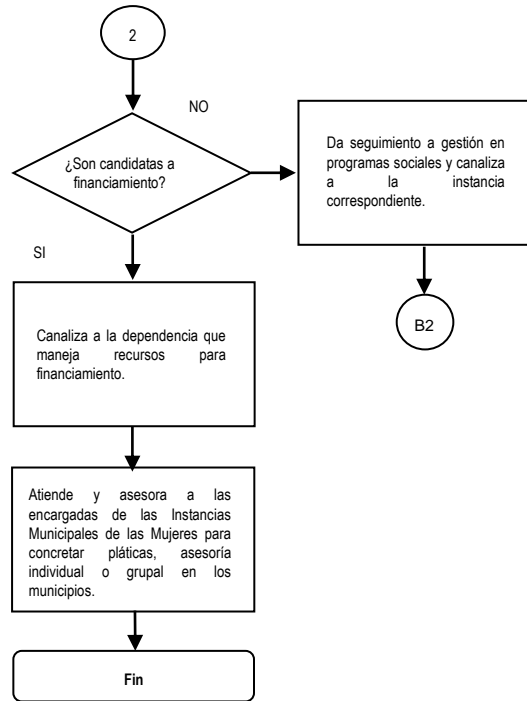 2
NO
¿Son candidatas a
financiamiento?
Da seguimiento a gestión en
programas sociales y canaliza
a la instancia
correspondiente.
SI
B2
Canaliza a la dependencia que
maneja recursos para
financiamiento.
Atiende y asesora a las
encargadas de las Instancias
Municipales de las Mujeres para
concretar pláticas, asesoría
individual o grupal en los
municipios.
Fin